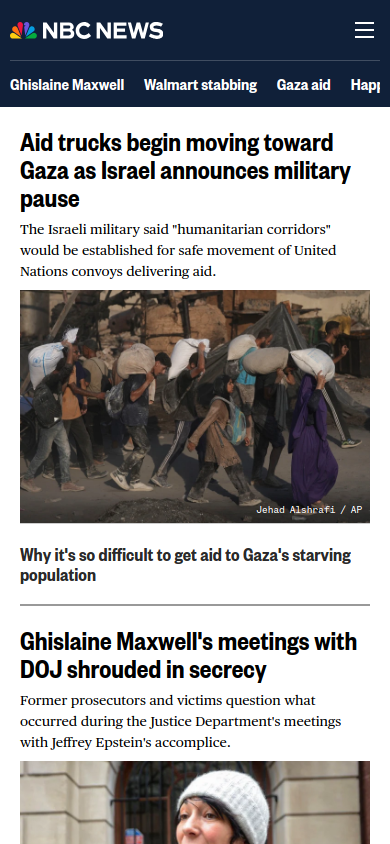 NBC NEWS
Ghislaine Maxwell Walmart stabbing Gaza aid Happ
Aid trucks begin moving toward
Gaza as Israel announces military
pause
The Israeli military said "humanitarian corridors"
would be established for safe movement of United
Nations convoys delivering aid.
Jehad Alshrafi / AP
Why it's so difficult to get aid to Gaza's starving
population
Ghislaine Maxwell's meetings with
DOJ shrouded in secrecy
Former prosecutors and victims question what
occurred during the Justice Department's meetings
with Jeffrey Epstein's accomplice.